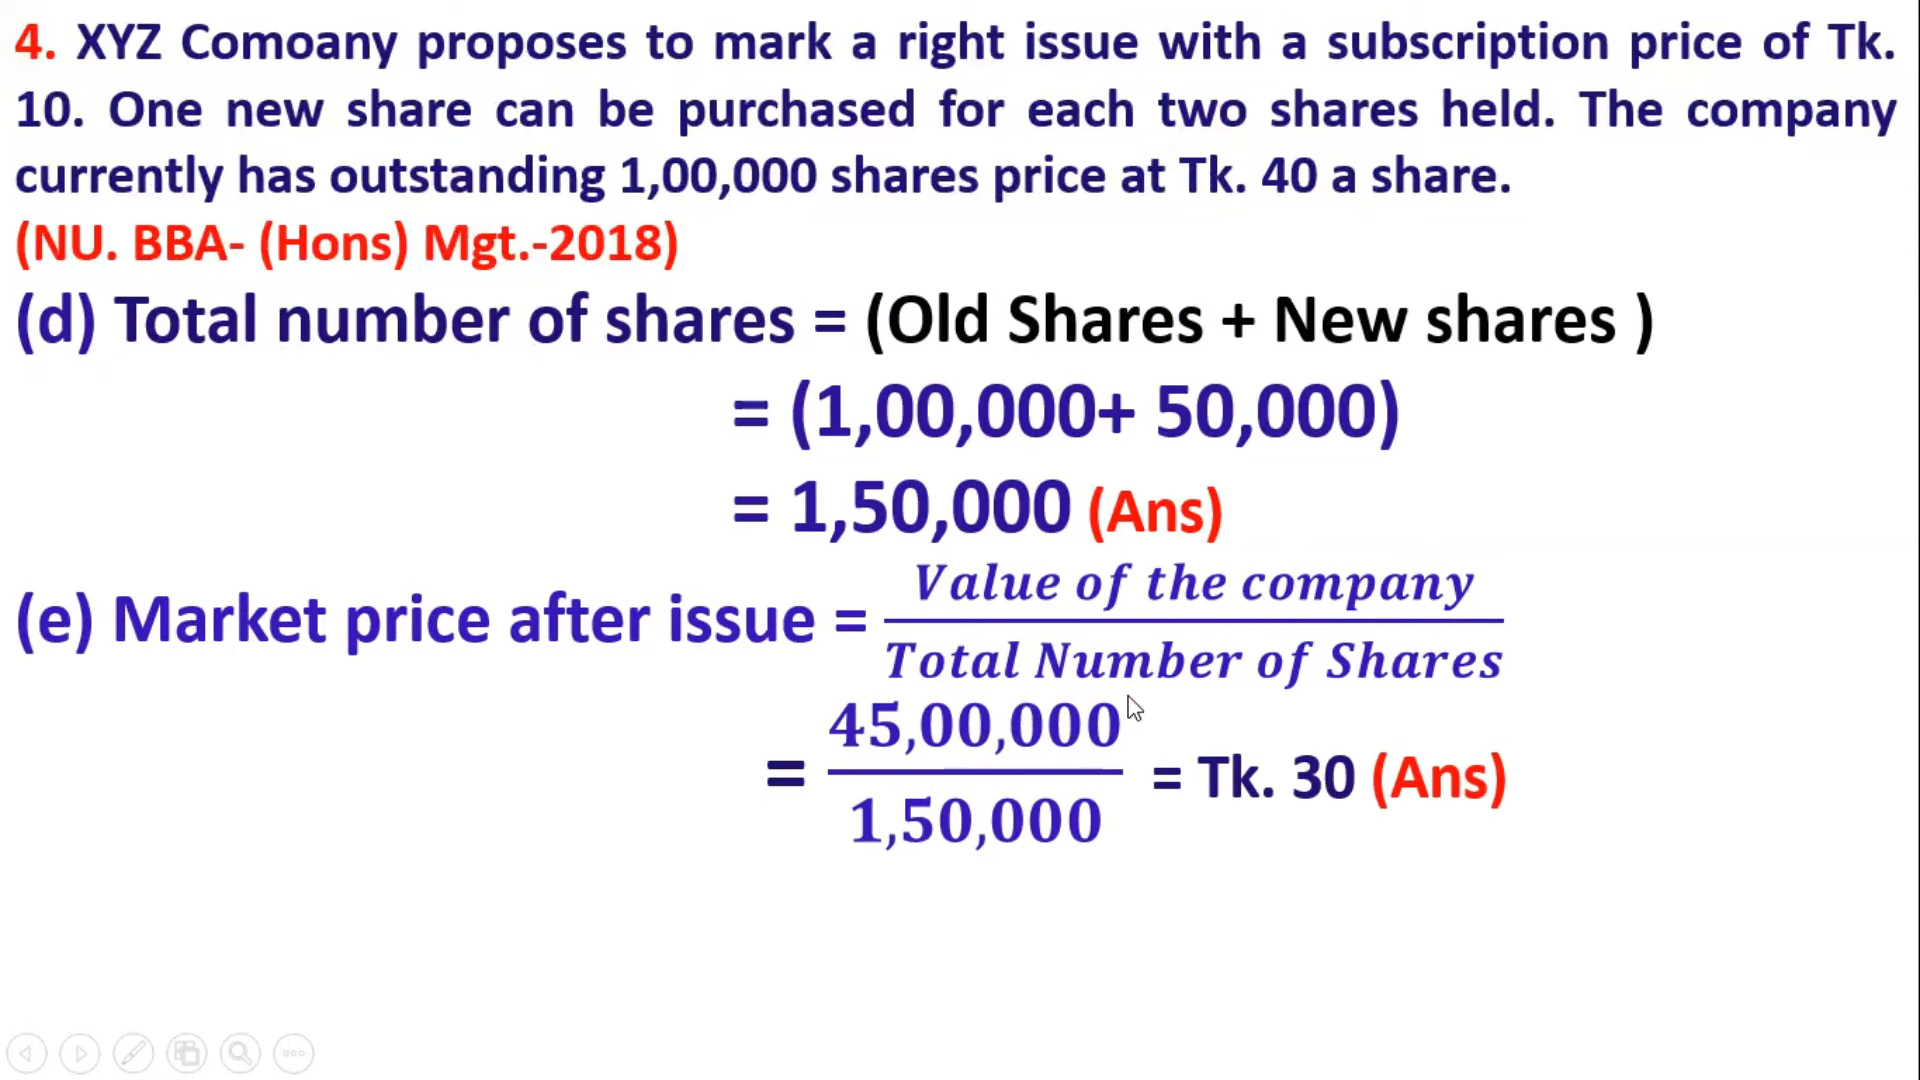 4. XYZ Comoany proposes to mark a right issue with a subscription price of Tk.
10. One new share can be purchased for each two shares held. The company
currently has outstanding 1,00,000 shares price at Tk. 40 a share.
(NU. BBA- (Hons) Mgt.-2018)
(d) Total number of shares = (Old Shares + New shares )
= (1,00,000+ 50,000)
= 1,50,000 (Ans)
(e) Market price after issue = Value of the company
Total Number of Shares
= 45,00,000
1,50,000 = Tk. 30 (Ans)